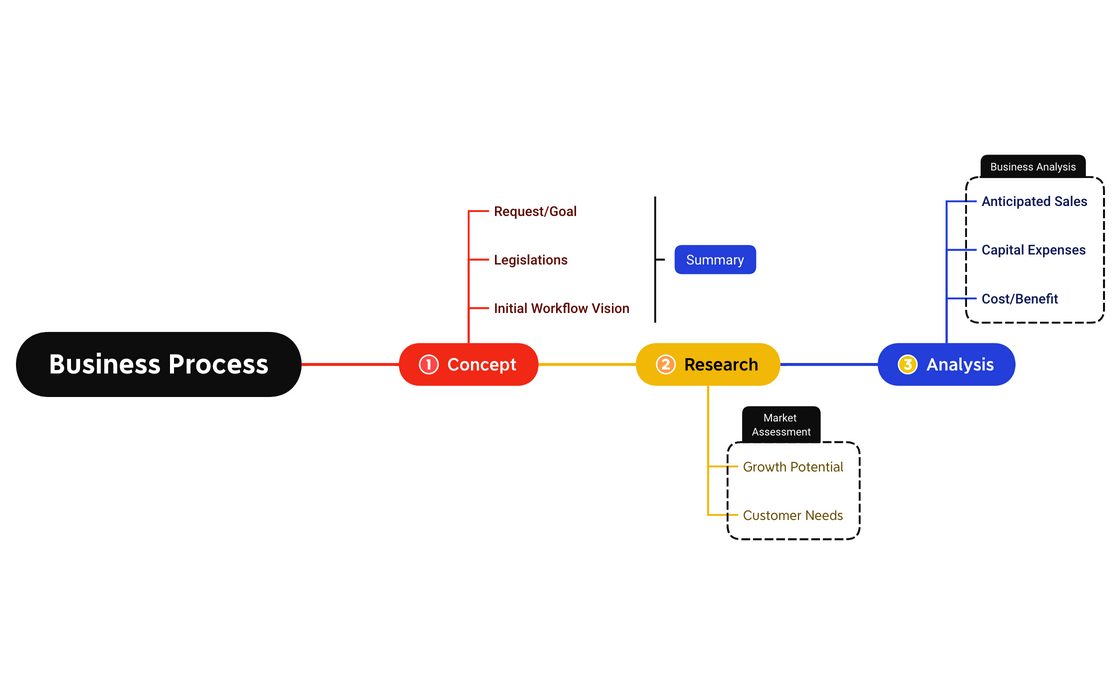 Business Process
① Concept
Request/Goal
Legislations
Initial Workflow Vision
Summary
② Research
Market
Assessment
Growth Potential
Customer Needs
③ Analysis
Business Analysis
Anticipated Sales
Capital Expenses
Cost/Benefit